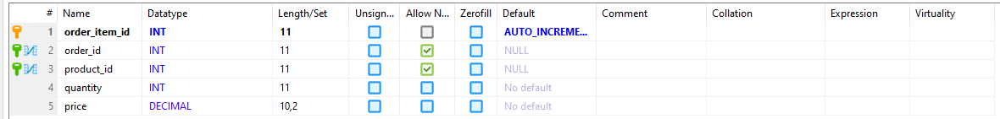 # Name Datatype Length/Set Unsign... Allow N... Zerofill Default Comment Collation Expression Virtuality
1 order_item_id INT 11 AUTO_INCREME...
2 order_id INT 11 NULL
3 product_id INT 11 NULL
4 quantity INT 11 No default
5 price DECIMAL 10,2 No default